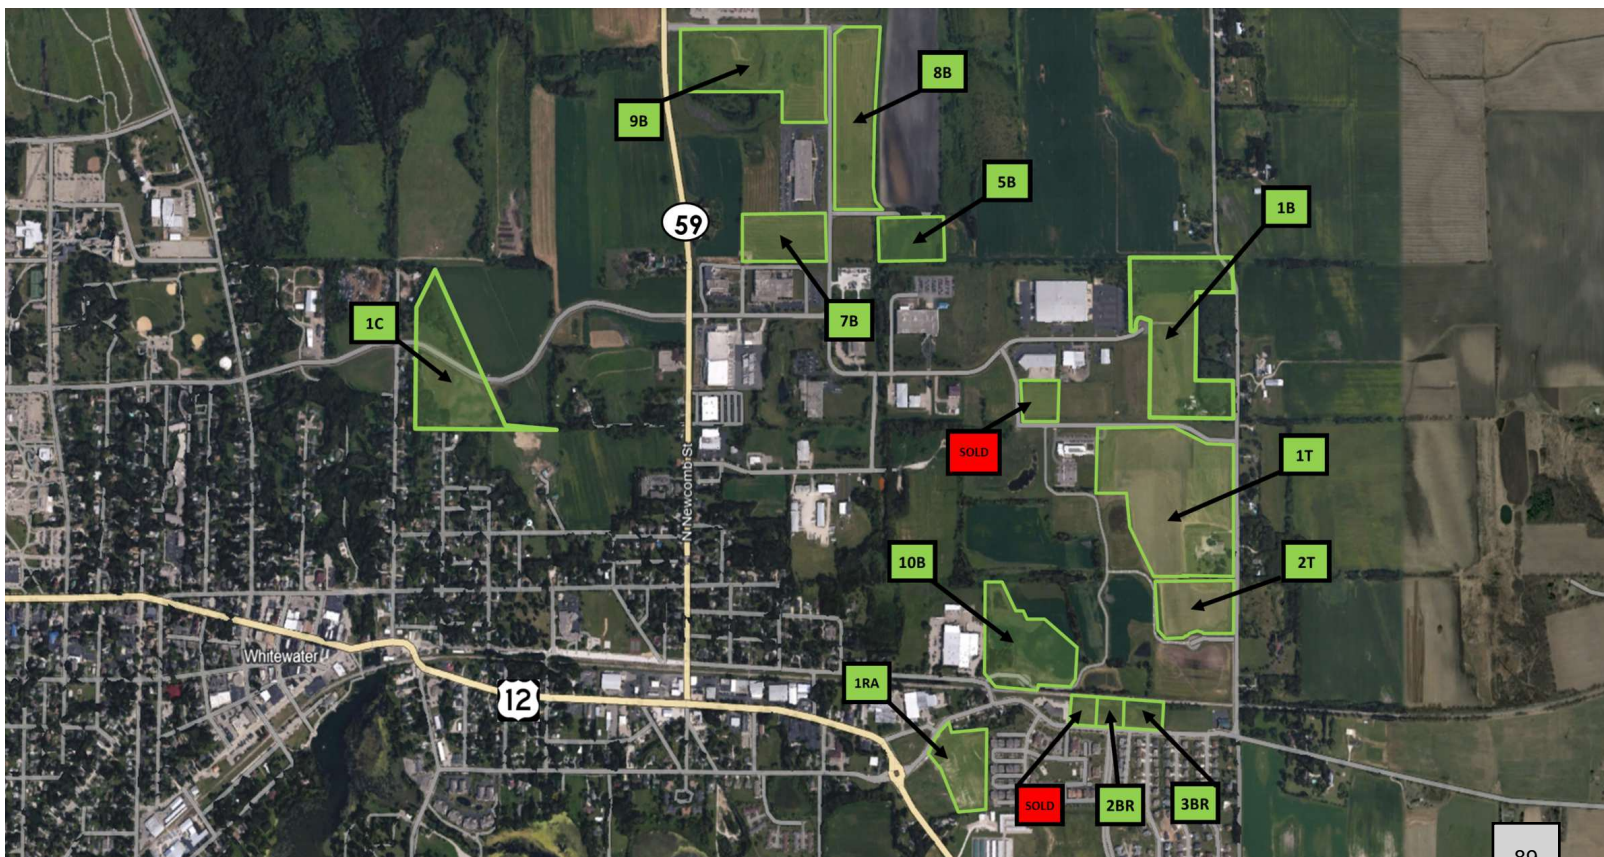 8B
9B
5B
1B
59
7B
1C
SOLD
1T
N Newcomb St
10B
2T
Whitewater
1RA
12
SOLD
2BR
3BR
89